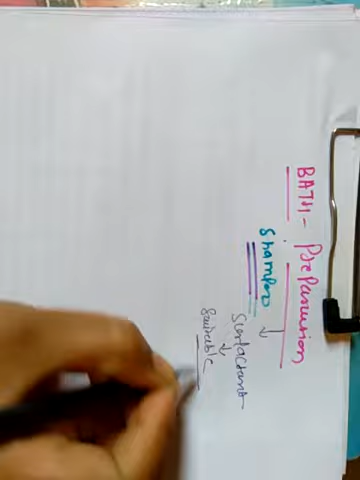 BATH - Preparation
Shampoo ↓
Surfactant
↓
Suitable